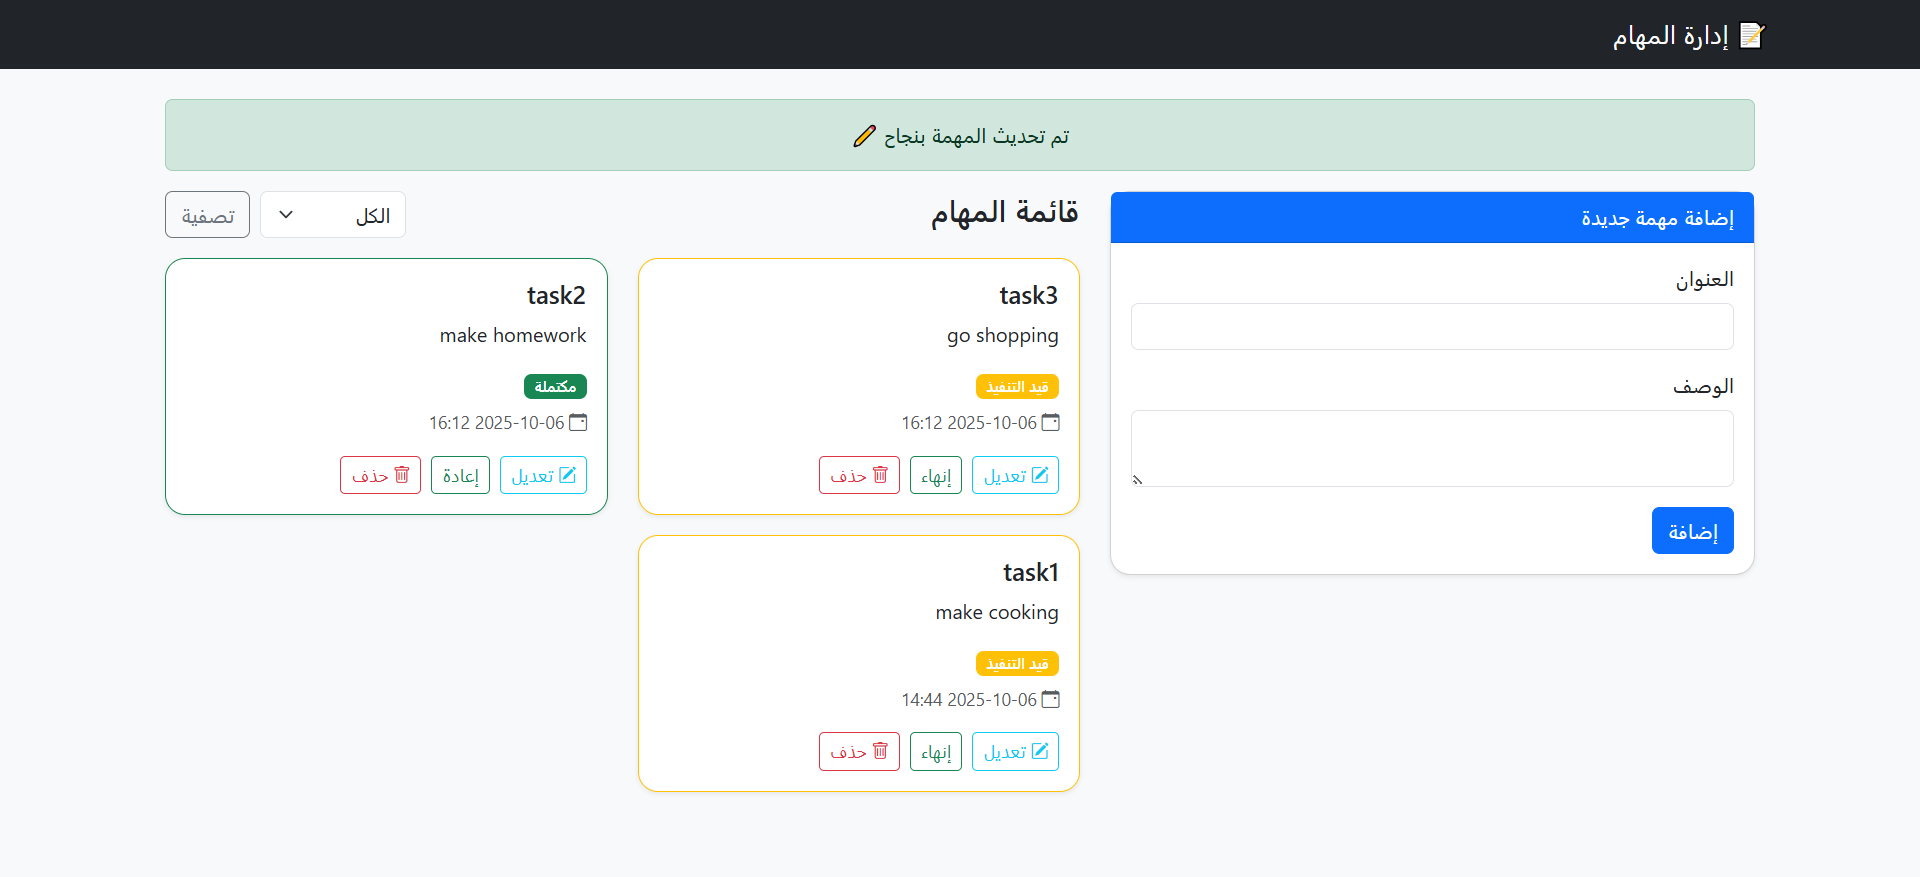 📝 إدارة المهام
تم تحديث المهمة بنجاح ✏️
إضافة مهمة جديدة
العنوان
الوصف
إضافة
قائمة المهام
الكل
تصفية
task3
go shopping
قيد التنفيذ
2025-10-06 16:12
تعديل
إنهاء
حذف
task2
make homework
مكتملة
2025-10-06 16:12
تعديل
إعادة
حذف
task1
make cooking
قيد التنفيذ
2025-10-06 14:44
تعديل
إنهاء
حذف